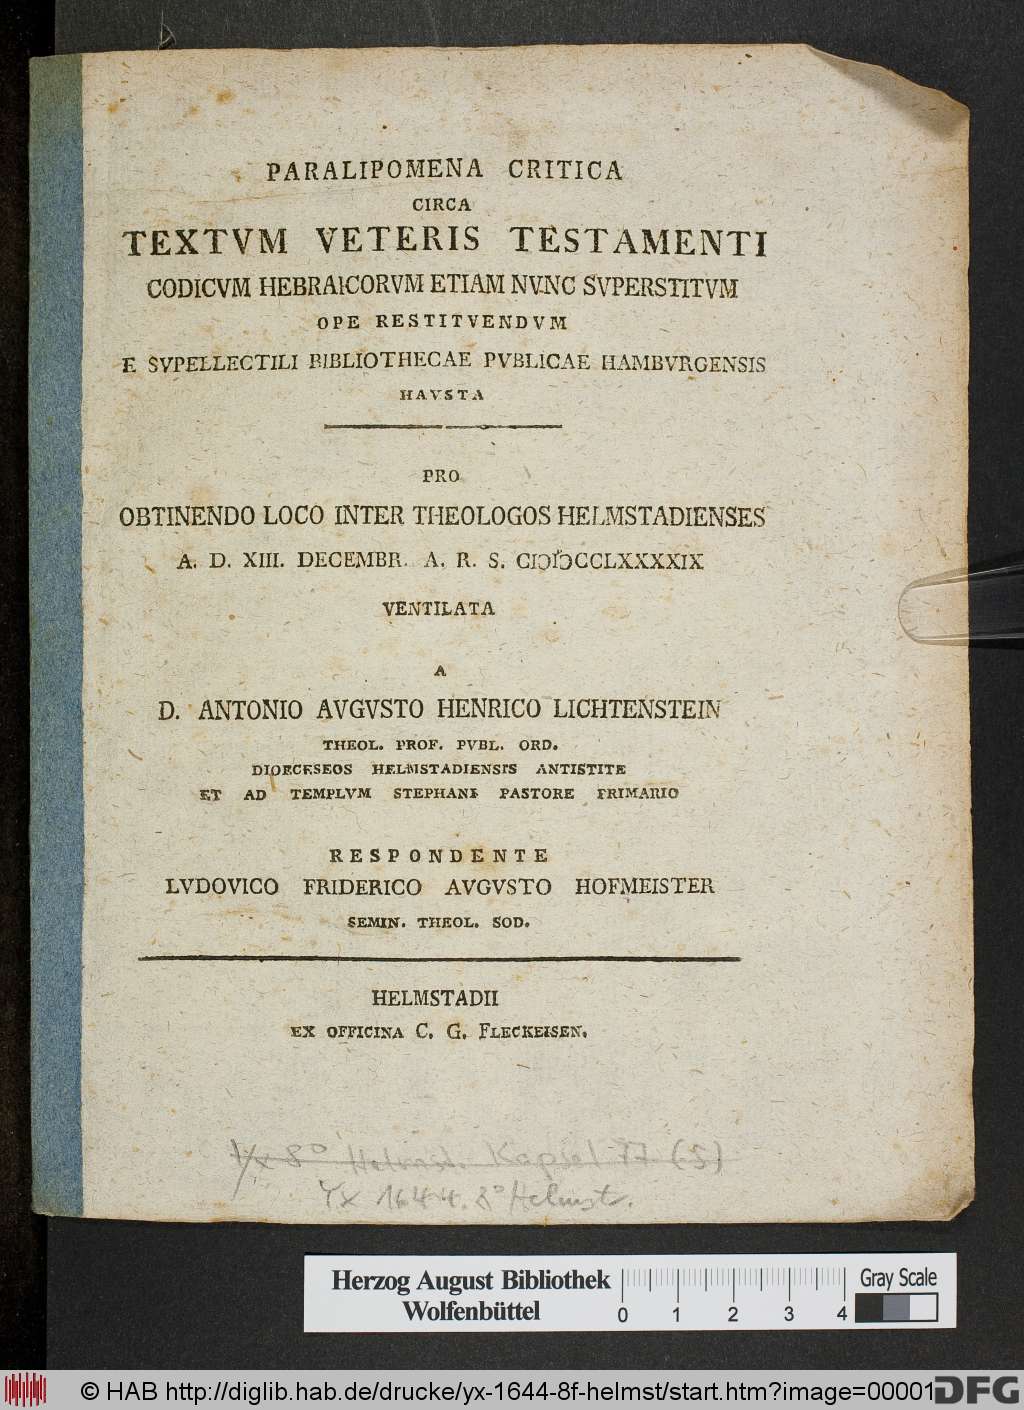 PARALIPOMENA CRITICA
CIRCA
TEXTVM VETERIS TESTAMENTI
CODICVM HEBRAICORVM ETIAM NVNC SVPERSTITVM
OPE RESTITVENDVM
E SVPELLECTILI BIBLIOTHECAE PVBLICAE HAMBVRGENSIS
HAVSTA
PRO
OBTINENDO LOCO INTER THEOLOGOS HELMSTADIENSES
A. D. XIII. DECEMBR. A. R. S. CIƆIƆCCLXXXXIX
VENTILATA
A
D. ANTONIO AVGVSTO HENRICO LICHTENSTEIN
THEOL. PROF. PVBL. ORD.
DIOECESEOS HELMSTADIENSIS ANTISTITE
ET AD TEMPLVM STEPHANI PASTORE PRIMARIO
RESPONDENTE
LVDOVICO FRIDERICO AVGVSTO HOFMEISTER
SEMIN. THEOL. SOD.
HELMSTADII
EX OFFICINA C. G. FLECKEISEN.
Yx 8° Helmst. Kapsel 77 (5)
Yx 1644. 8° Helmst.
Herzog August Bibliothek
Wolfenbüttel
0 1 2 3 4
Gray Scale
© HAB http://diglib.hab.de/drucke/yx-1644-8f-helmst/start.htm?image=00001
DFG